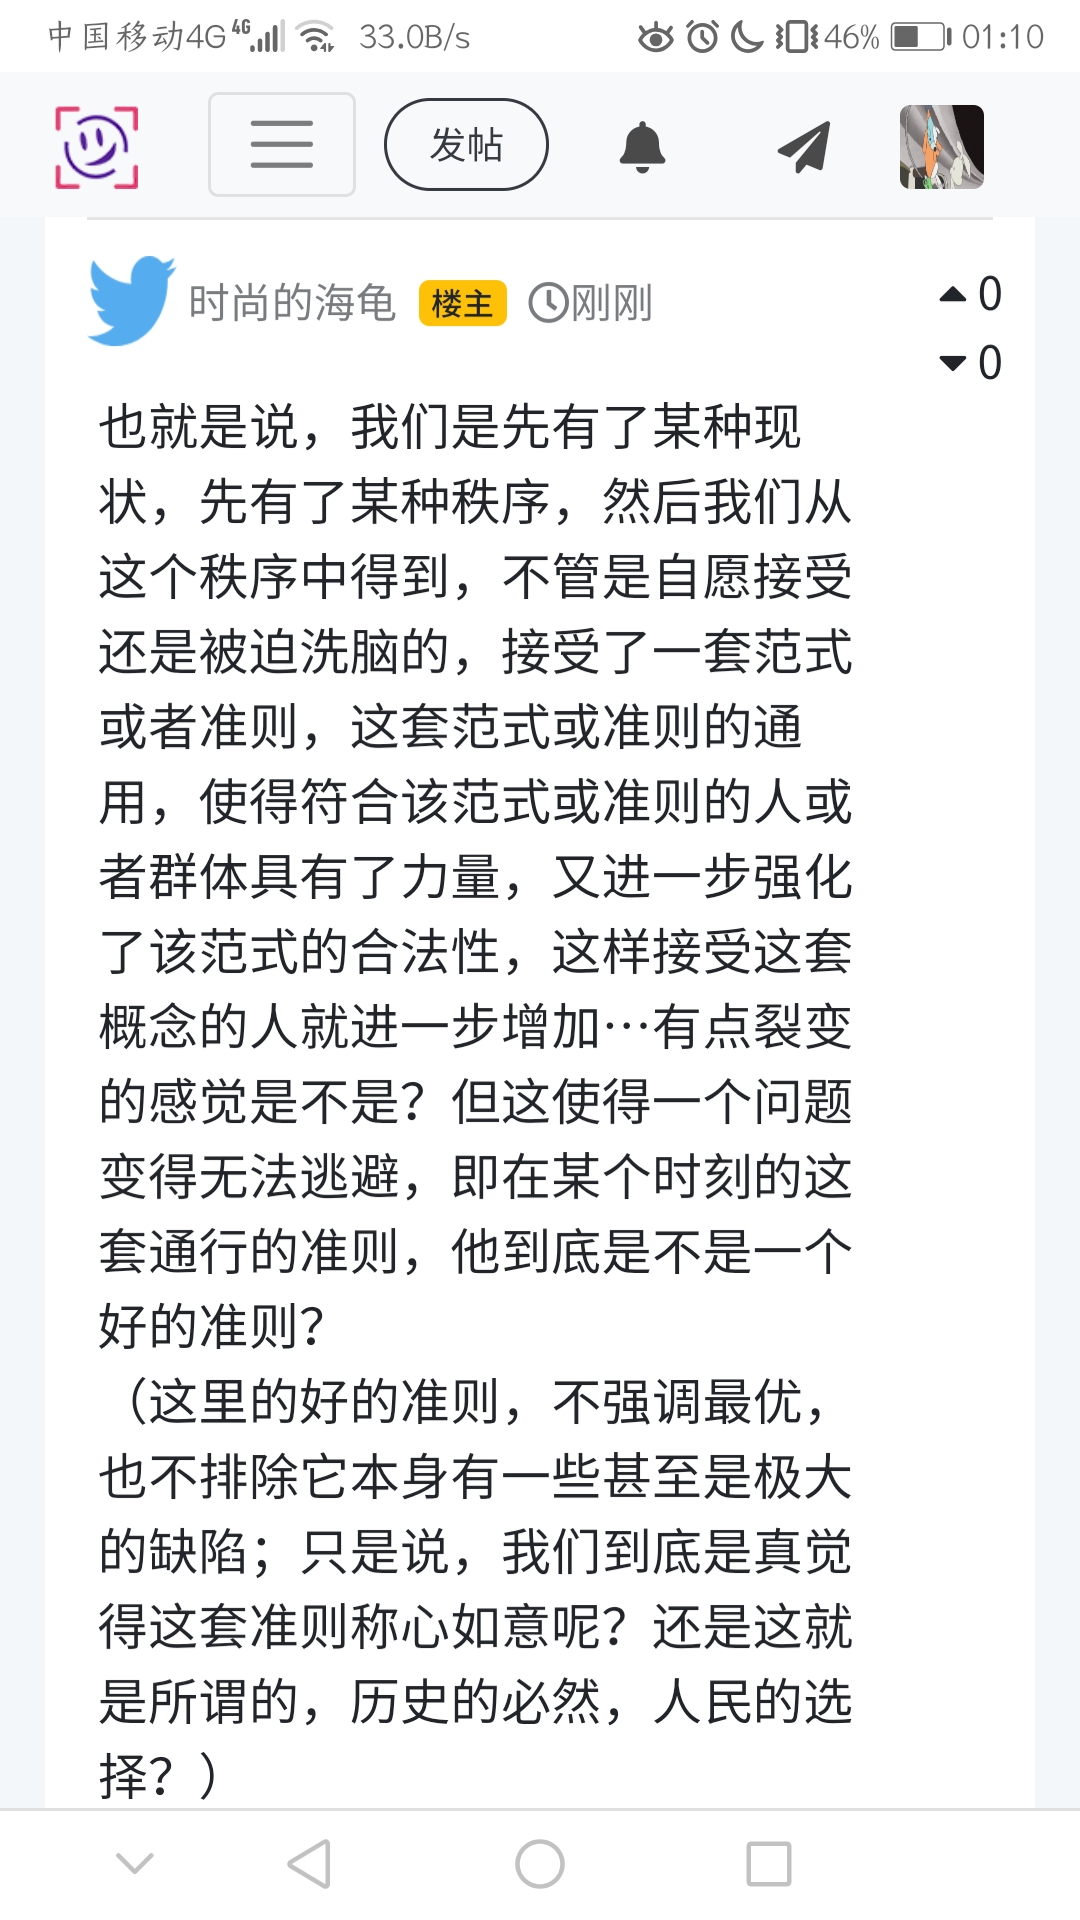 中国移动4G 4G 33.0B/s 46% 01:10
发帖
时尚的海龟 楼主 刚刚 0
0
也就是说，我们是先有了某种现
状，先有了某种秩序，然后我们从
这个秩序中得到，不管是自愿接受
还是被迫洗脑的，接受了一套范式
或者准则，这套范式或准则的通
用，使得符合该范式或准则的人或
者群体具有了力量，又进一步强化
了该范式的合法性，这样接受这套
概念的人就进一步增加…有点裂变
的感觉是不是？但这使得一个问题
变得无法逃避，即在某个时刻的这
套通行的准则，他到底是不是一个
好的准则？
（这里的好的准则，不强调最优，
也不排除它本身有一些甚至是极大
的缺陷；只是说，我们到底是真觉
得这套准则称心如意呢？还是这就
是所谓的，历史的必然，人民的选
择？）